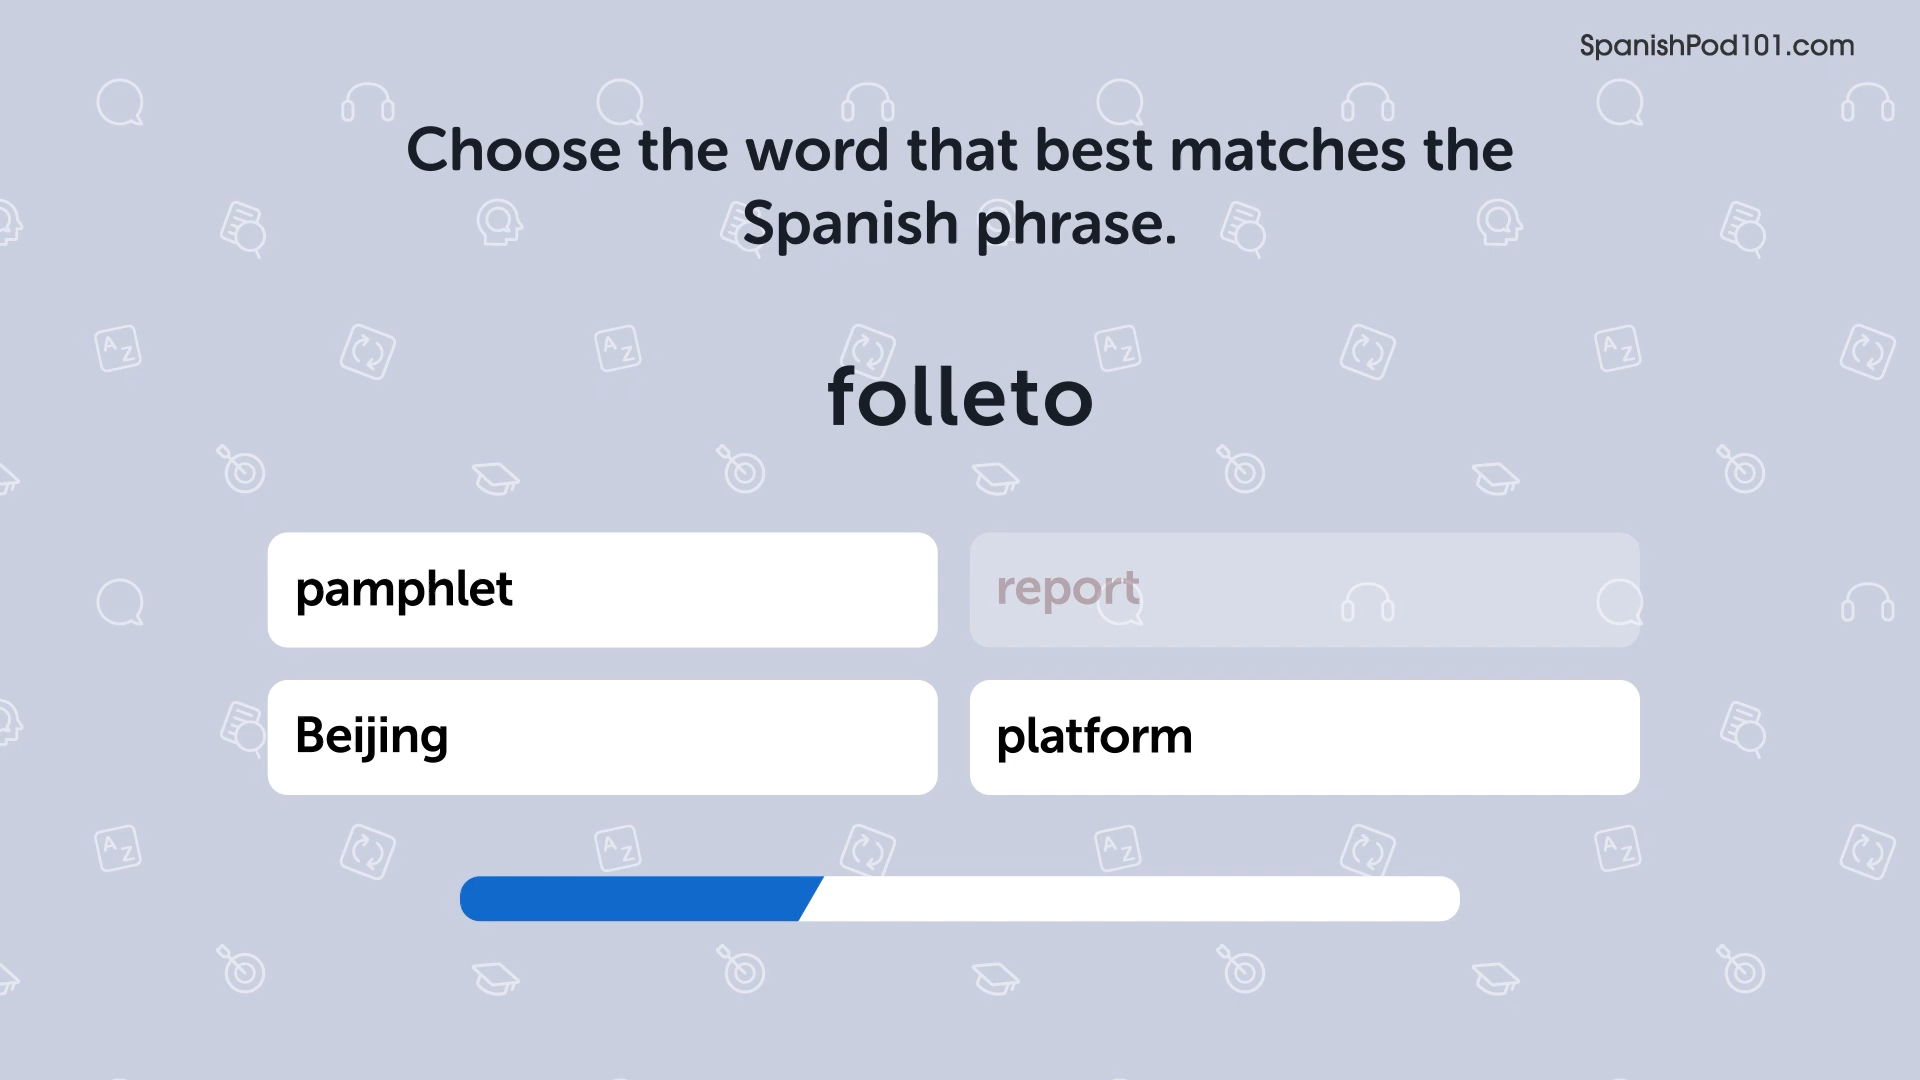 SpanishPod101.com
Choose the word that best matches the
Spanish phrase.
folleto
pamphlet
report
Beijing
platform